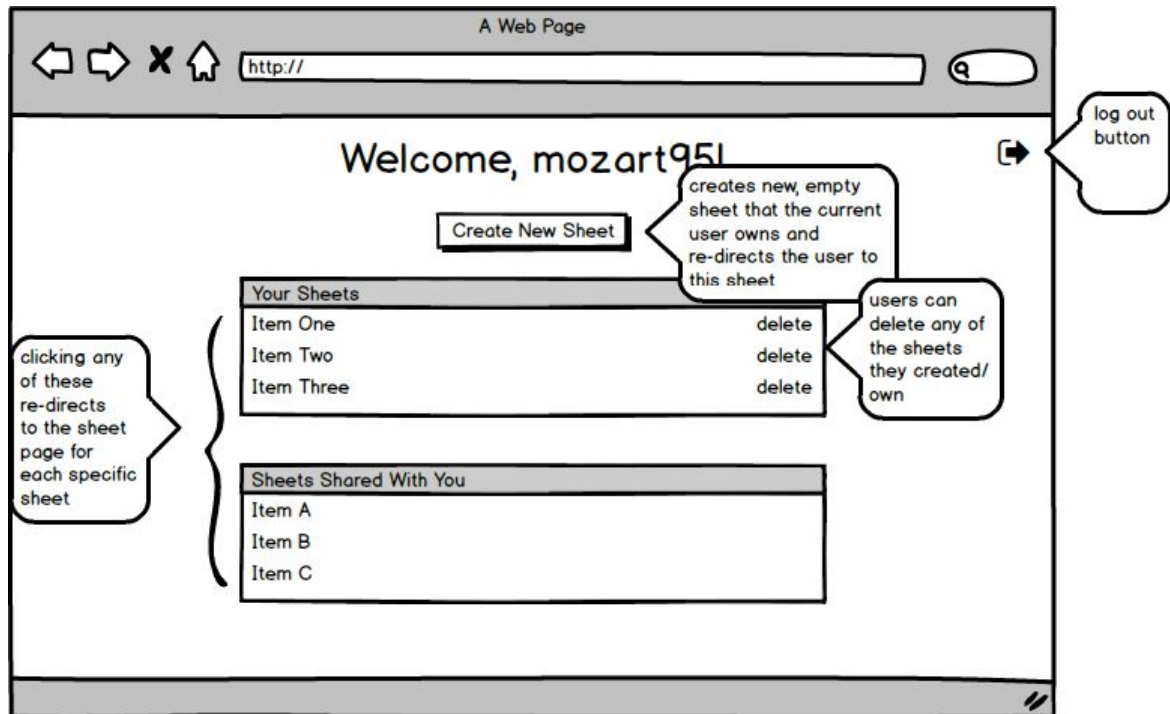 A Web Page
http://
Welcome, mozart95!
log out
button
creates new, empty
sheet that the current
user owns and
re-directs the user to
this sheet
Create New Sheet
Your Sheets
Item One delete
Item Two delete
Item Three delete
users can
delete any of
the sheets
they created/
own
clicking any
of these
re-directs
to the sheet
page for
each specific
sheet
Sheets Shared With You
Item A
Item B
Item C